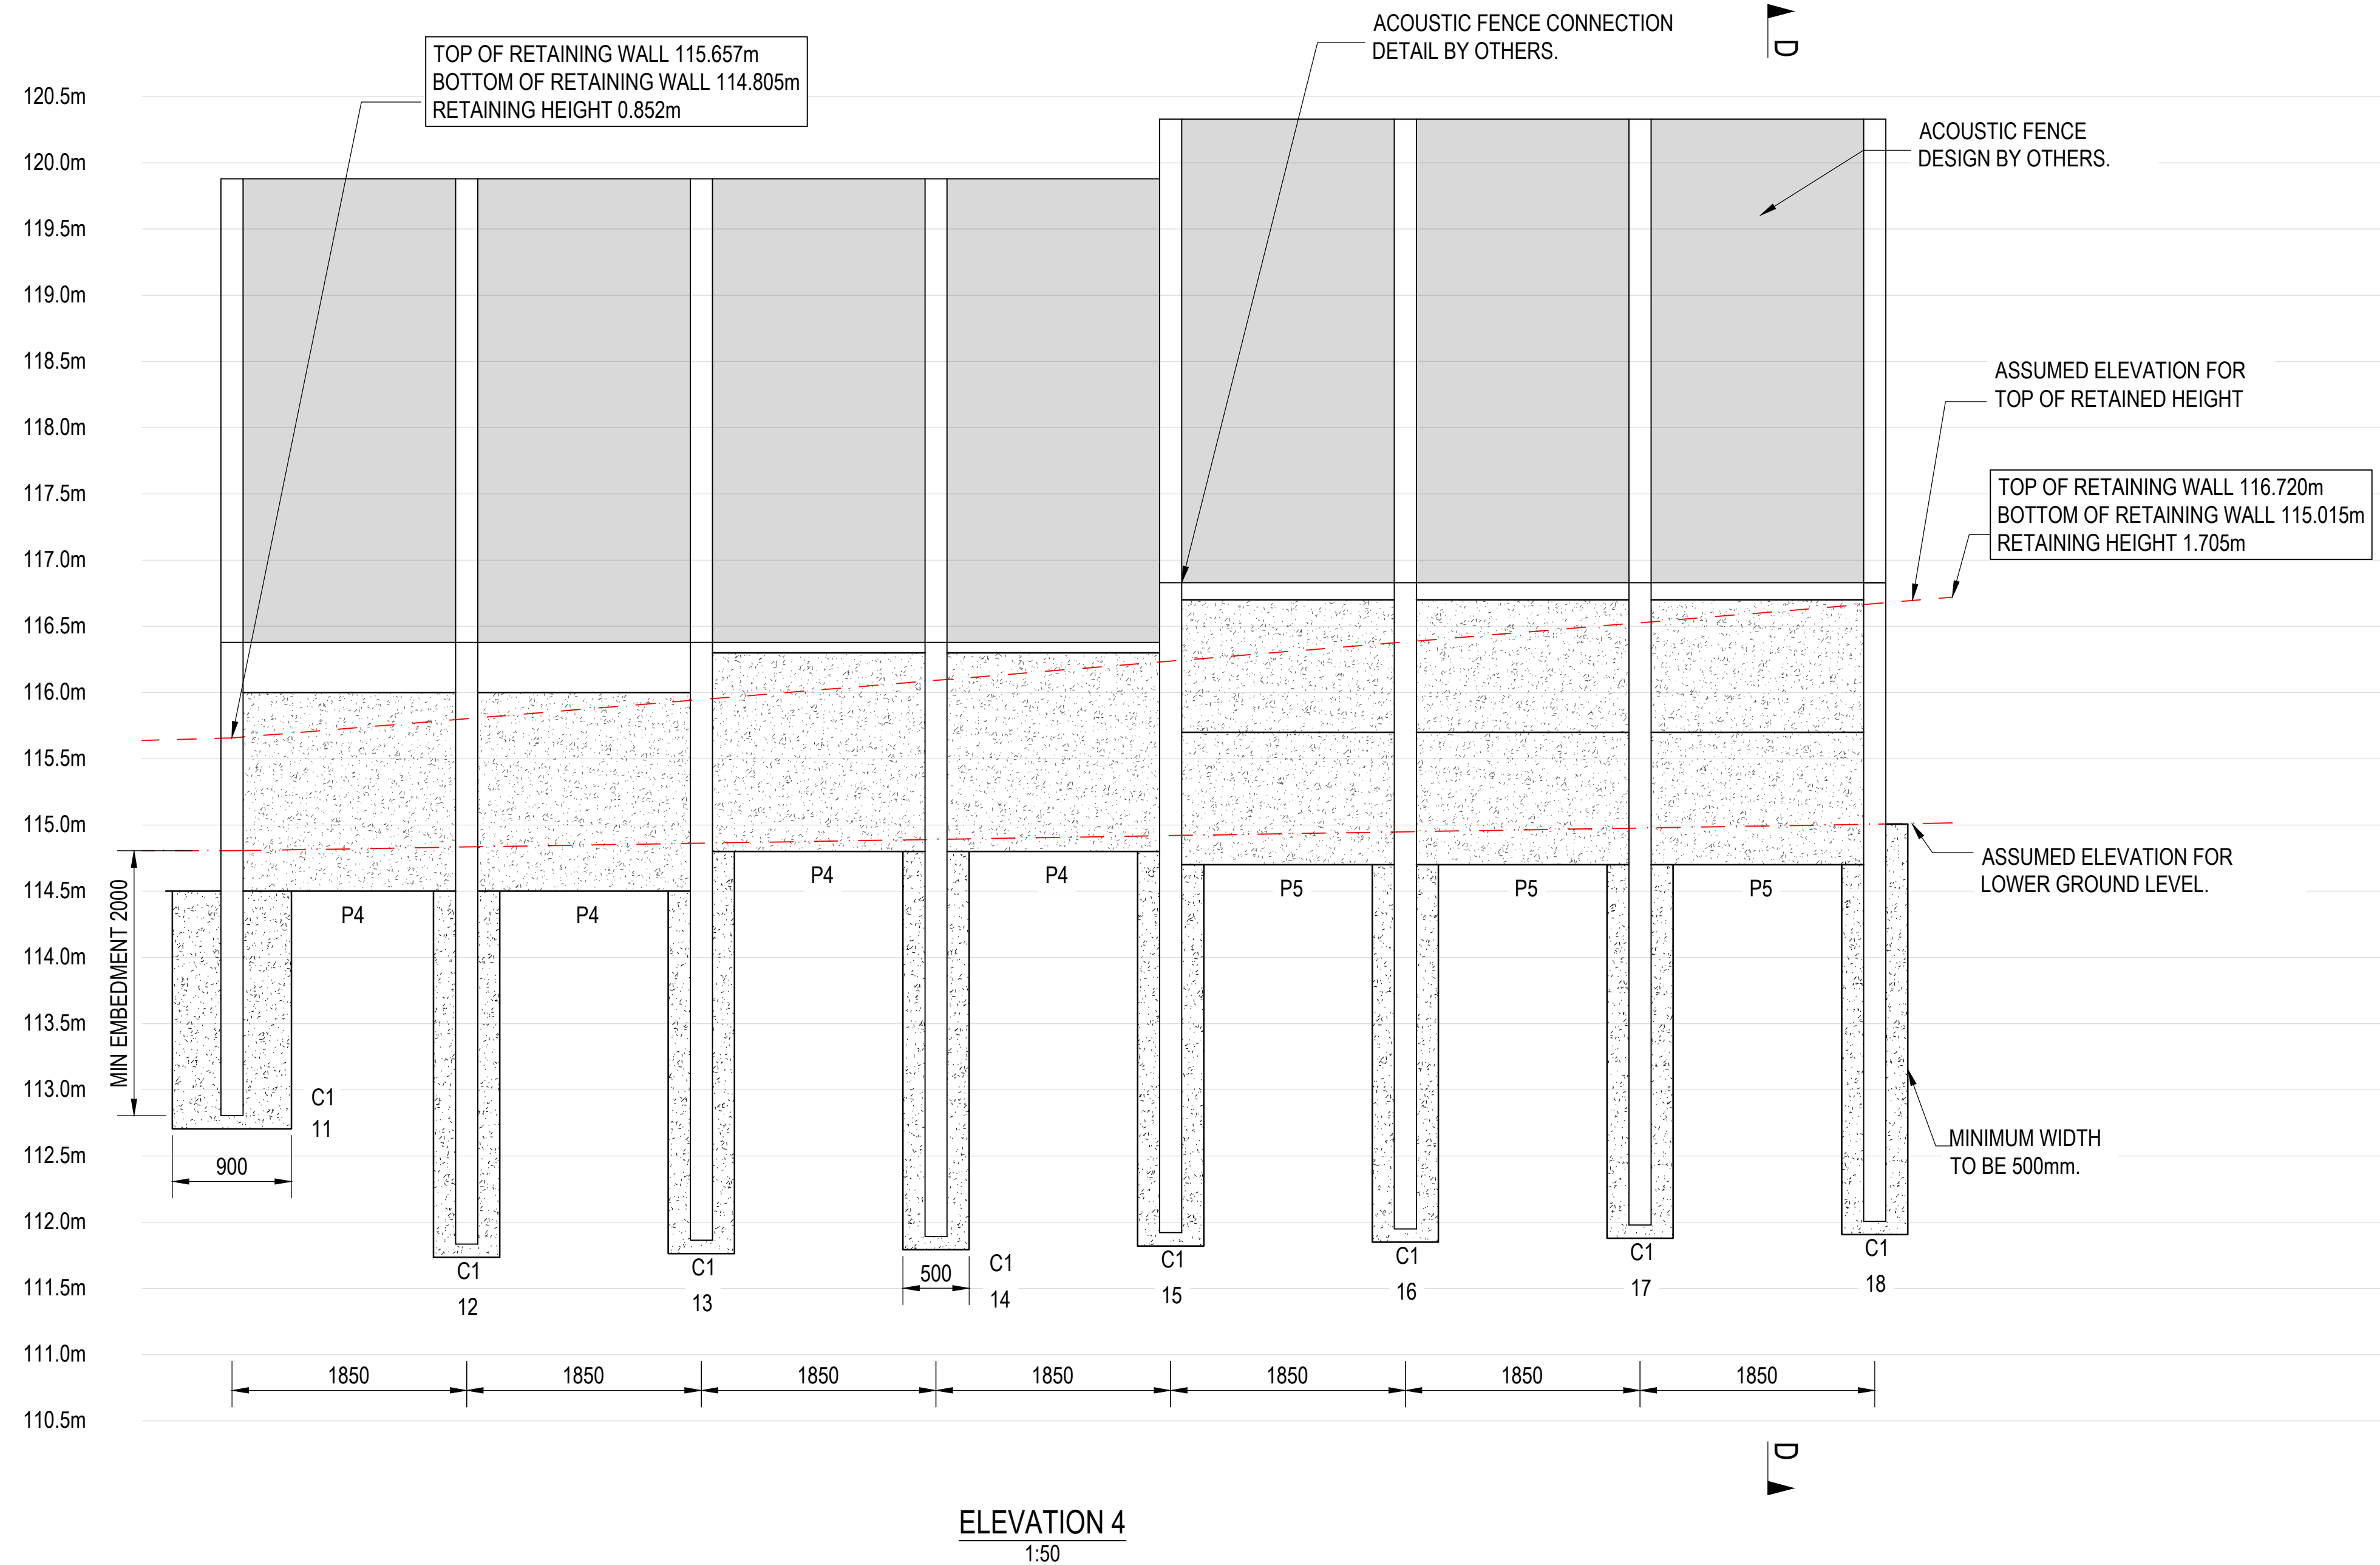 ACOUSTIC FENCE CONNECTION
DETAIL BY OTHERS.
D
TOP OF RETAINING WALL 115.657m
BOTTOM OF RETAINING WALL 114.805m
RETAINING HEIGHT 0.852m
ACOUSTIC FENCE
DESIGN BY OTHERS.
120.5m
120.0m
119.5m
119.0m
118.5m
118.0m
117.5m
117.0m
116.5m
116.0m
115.5m
115.0m
114.5m
114.0m
113.5m
113.0m
112.5m
112.0m
111.5m
111.0m
110.5m
ASSUMED ELEVATION FOR
TOP OF RETAINED HEIGHT
TOP OF RETAINING WALL 116.720m
BOTTOM OF RETAINING WALL 115.015m
RETAINING HEIGHT 1.705m
ASSUMED ELEVATION FOR
LOWER GROUND LEVEL.
MIN EMBEDMENT 2000
P4
P4
P4
P4
P5
P5
P5
MINIMUM WIDTH
TO BE 500mm.
C1
11
900
C1
12
C1
13
500
C1
14
C1
15
C1
16
C1
17
C1
18
1850
1850
1850
1850
1850
1850
1850
D
ELEVATION 4
1:50